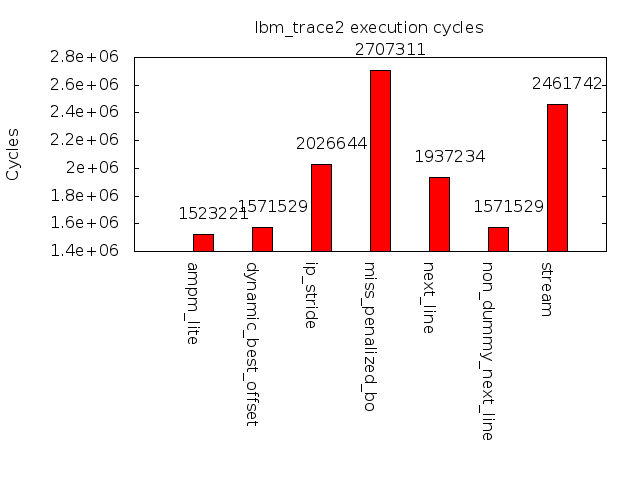 lbm_trace2 execution cycles
Cycles
2.8e+06
2.6e+06
2.4e+06
2.2e+06
2e+06
1.8e+06
1.6e+06
1.4e+06
1523221
1571529
2026644
2707311
1937234
1571529
2461742
ampm_lite
dynamic_best_offset
ip_stride
miss_penalized_bo
next_line
non_dummy_next_line
stream